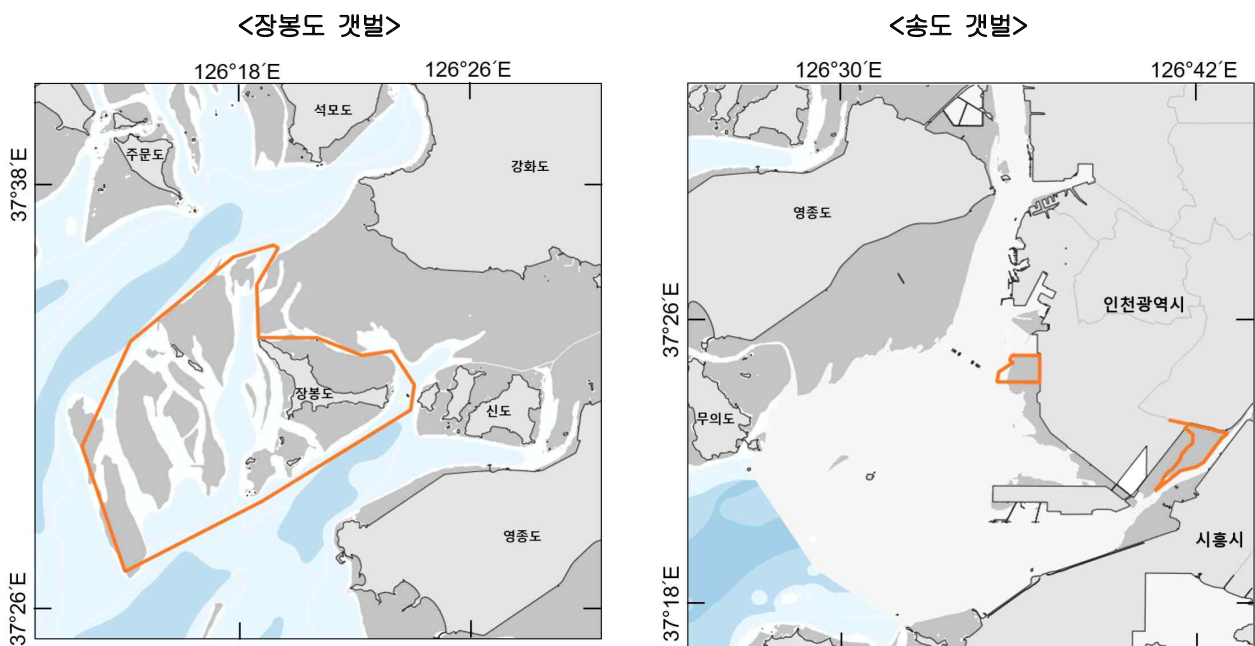 <장봉도 갯벌>
126°18´E 126°26´E
석모도
주문도
강화도
37°38´E
장봉도
신도
영종도
37°26´E
<송도 갯벌>
126°30´E 126°42´E
영종도
인천광역시
37°26´E
무의도
시흥시
37°18´E